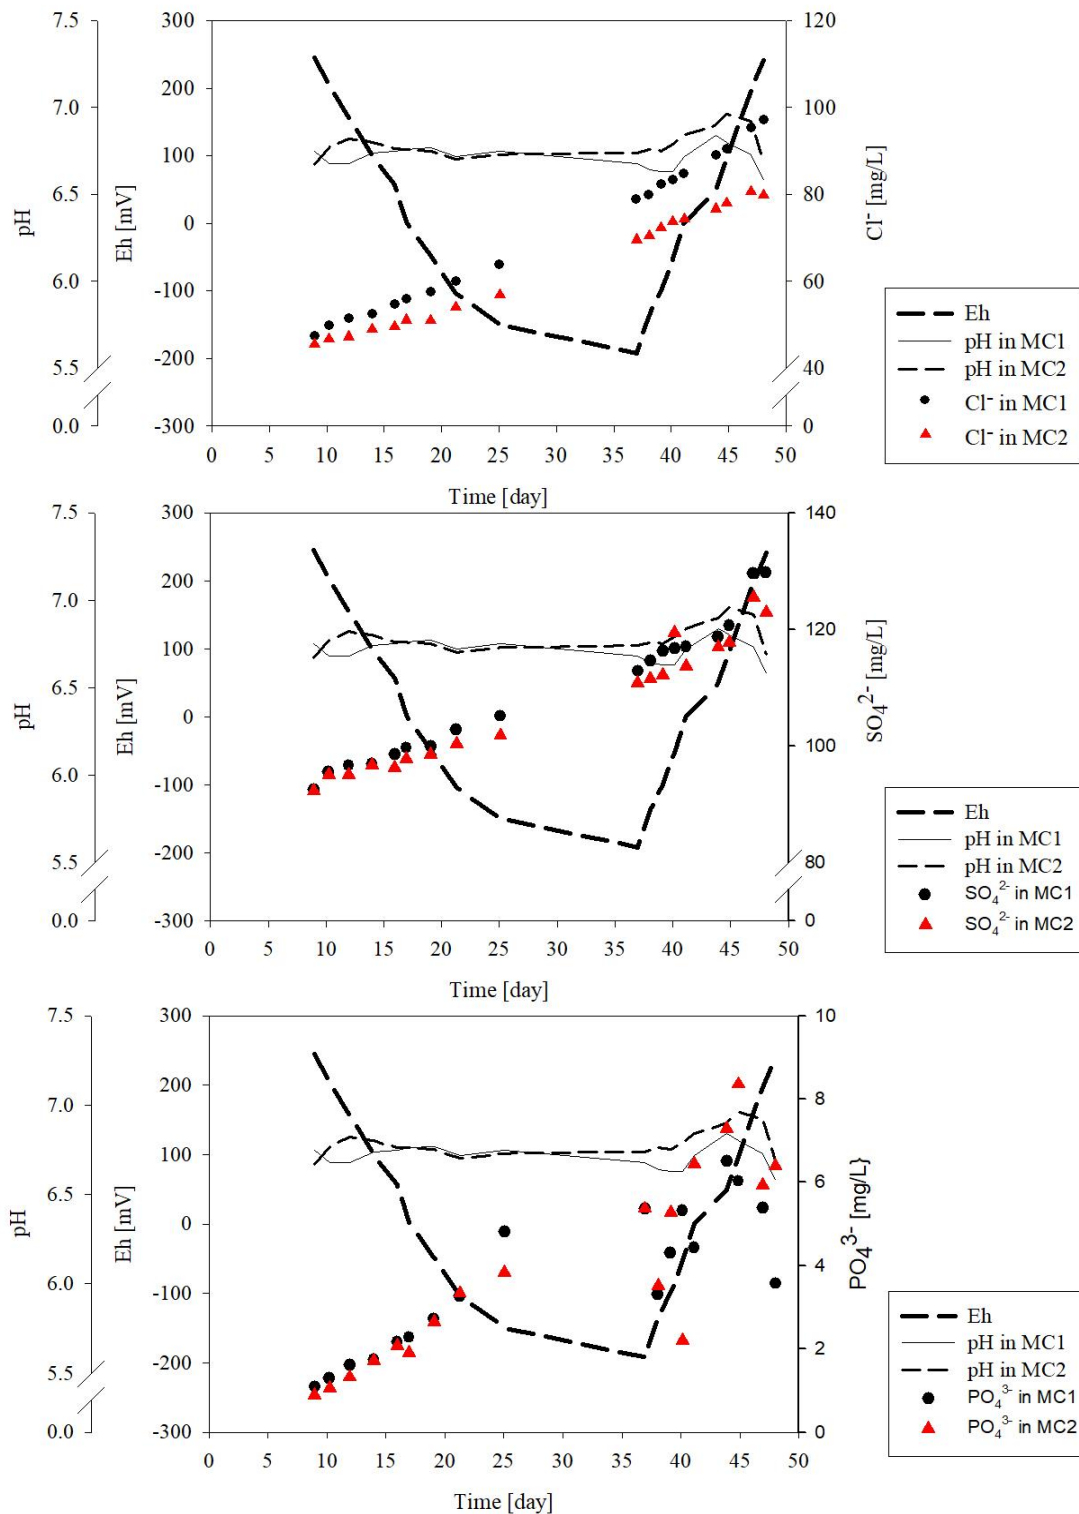 7.5 300 120
7.0 200 100
100
6.5 80
0
6.0 60
-100
-200
5.5 40
0.0 -300 0
pH
Eh [mV]
Cl⁻ [mg/L]
0 5 10 15 20 25 30 35 40 45 50
Time [day]
Eh
pH in MC1
pH in MC2
Cl⁻ in MC1
Cl⁻ in MC2
7.5 300 140
200
7.0
100 120
6.5
0 100
6.0
-100
-200
5.5 80
0.0 -300 0
pH
Eh [mV]
SO₄²⁻ [mg/L]
0 5 10 15 20 25 30 35 40 45 50
Time [day]
Eh
pH in MC1
pH in MC2
SO₄²⁻ in MC1
SO₄²⁻ in MC2
7.5 300 10
200 8
7.0
100
6 
6.5
0
4
6.0
-100
2
-200
5.5
0.0 -300 0
pH
Eh [mV]
PO₄³⁻ [mg/L}
0 5 10 15 20 25 30 35 40 45 50
Time [day]
Eh
pH in MC1
pH in MC2
PO₄³⁻ in MC1
PO₄³⁻ in MC2